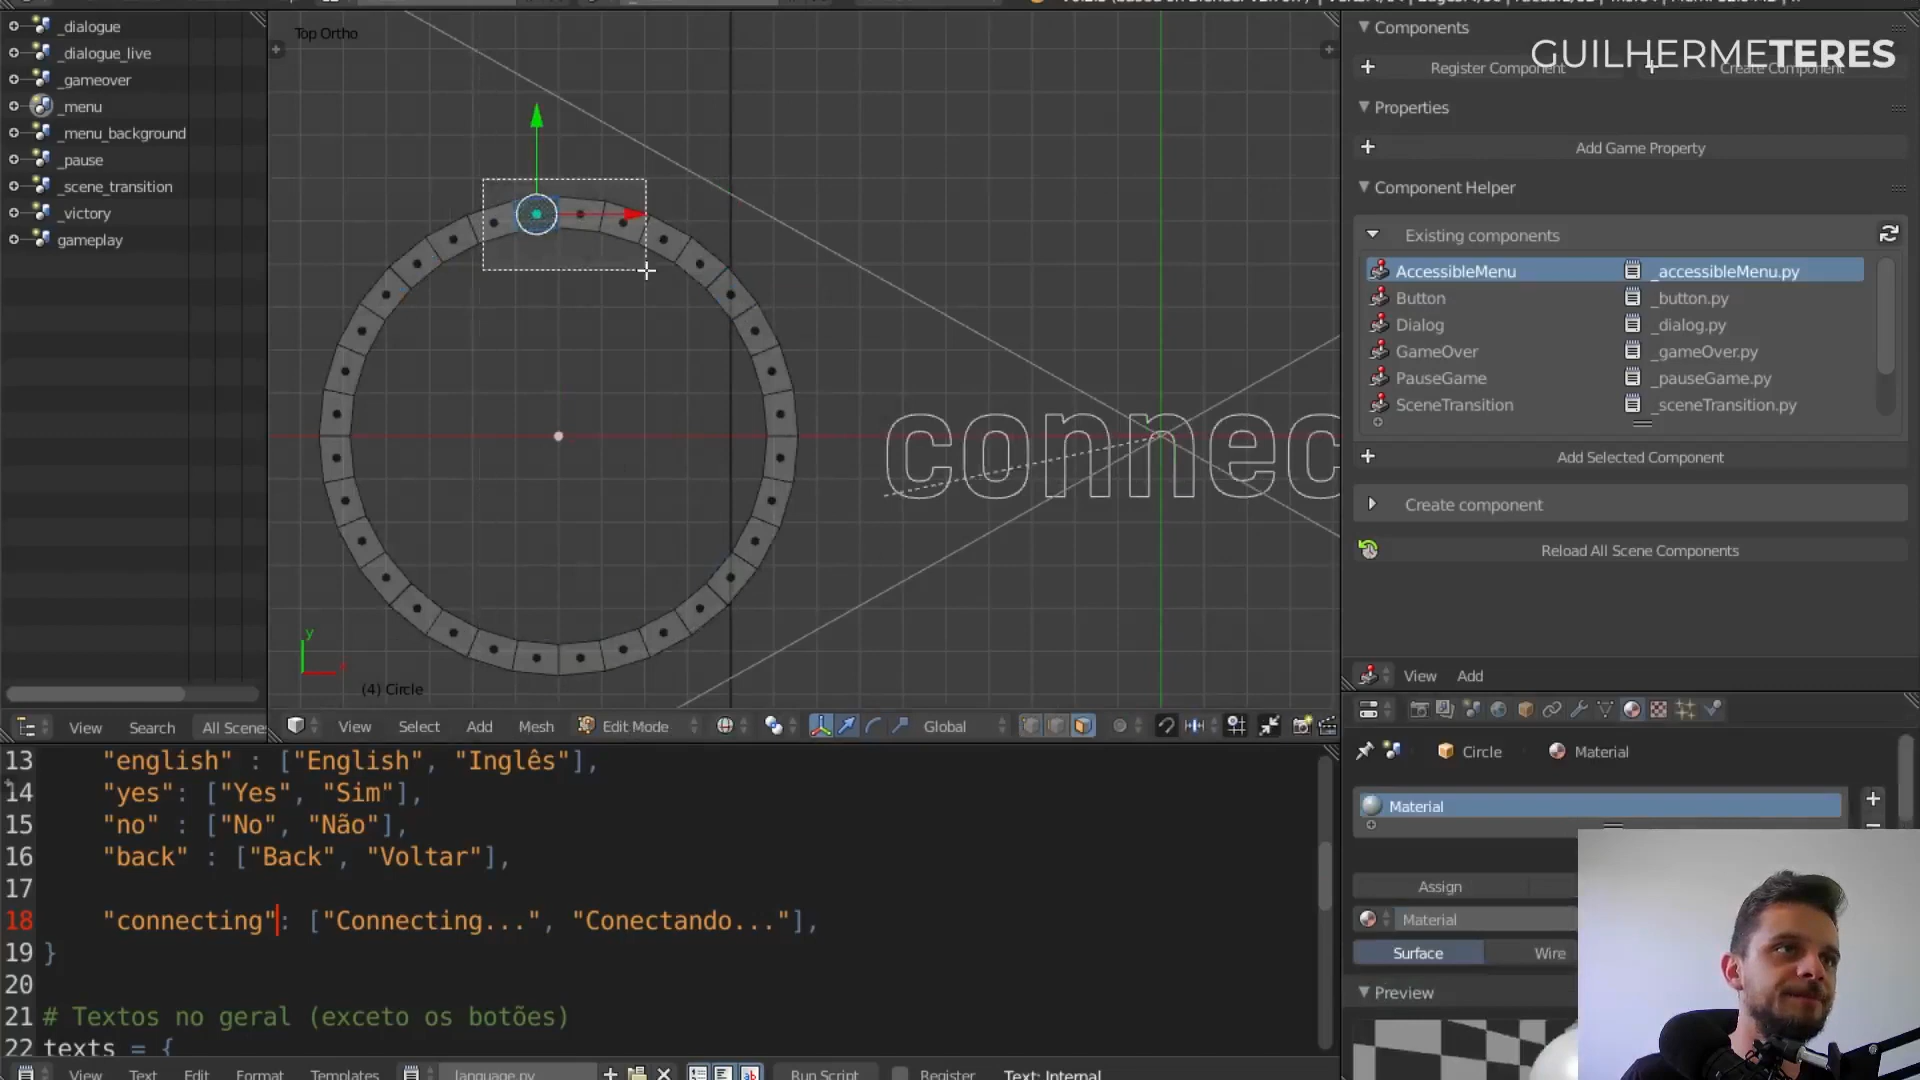 _dialogue
_dialogue_live
_gameover
_menu
_menu_background
_pause
_scene_transition
_victory
gameplay
View Search All Scenes
Top Ortho
connec
y
(4) Circle
View Select Add Mesh Edit Mode Global
Components
GUILHERMETERES
Register Component Create Component
Properties
Add Game Property
Component Helper
Existing components
AccessibleMenu _accessibleMenu.py
Button _button.py
Dialog _dialog.py
GameOver _gameOver.py
PauseGame _pauseGame.py
SceneTransition _sceneTransition.py
Add Selected Component
Create component
Reload All Scene Components
View Add
Circle Material
Material
Assign
Material
Surface Wire
Preview
13 "english" : ["English", "Inglês"],
14 "yes": ["Yes", "Sim"],
15 "no" : ["No", "Não"],
16 "back" : ["Back", "Voltar"],
17
18 "connecting": ["Connecting...", "Conectando..."],
19 }
20
21 # Textos no geral (exceto os botões)
22 texts = {
View Text Edit Format Templates language.py Run Script Register Text: Internal